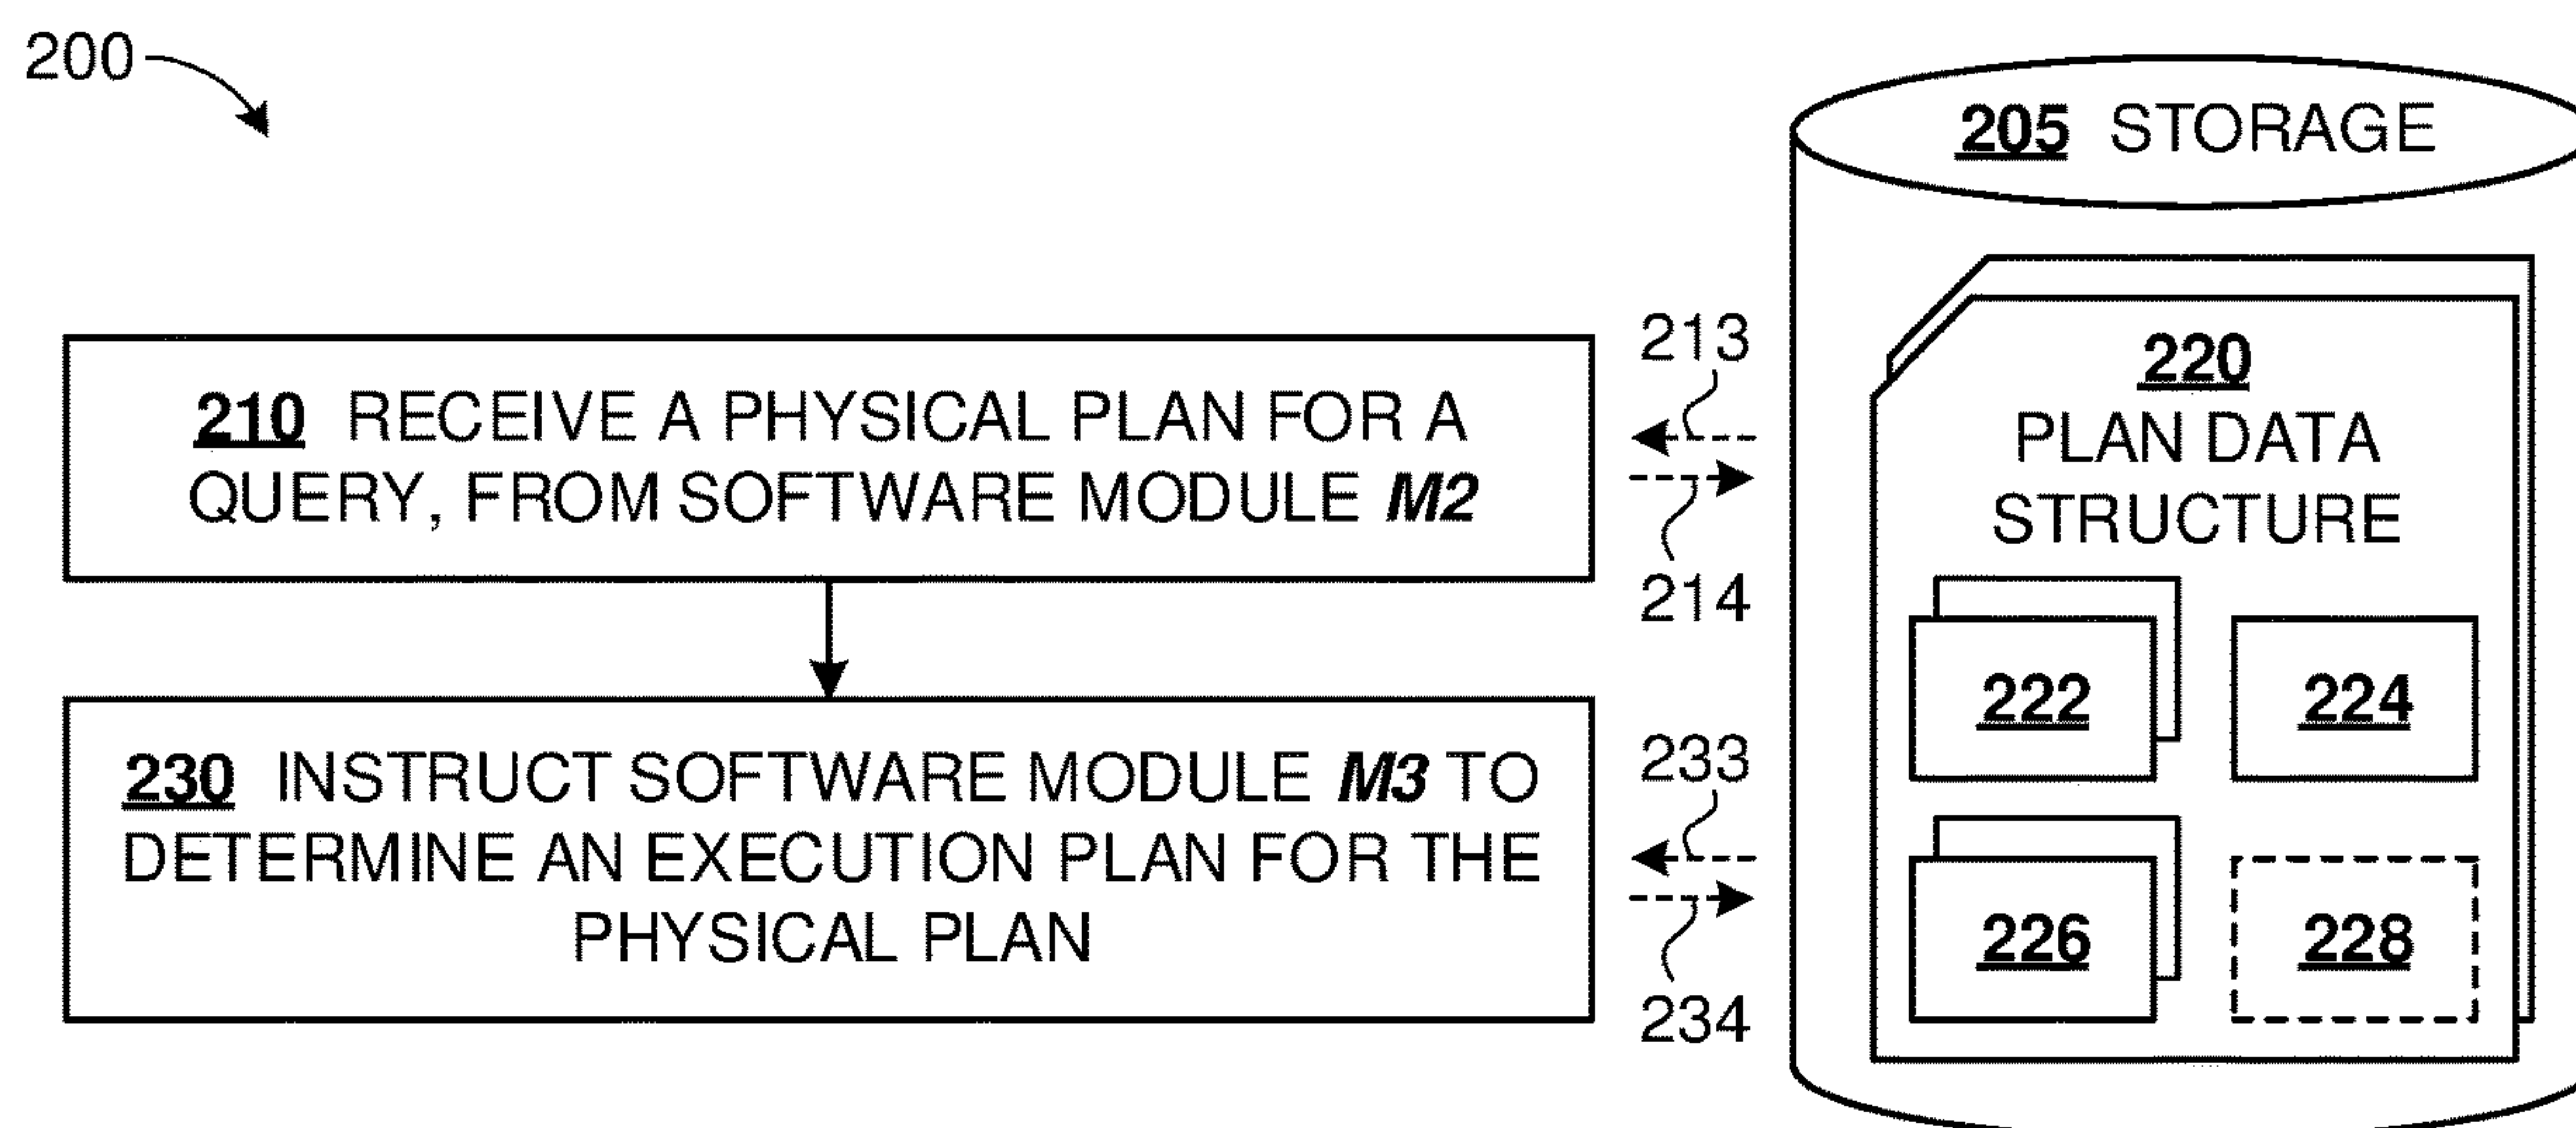 200
205 STORAGE
210 RECEIVE A PHYSICAL PLAN FOR A
QUERY, FROM SOFTWARE MODULE M2
213
214
220
PLAN DATA
STRUCTURE
222
224
230 INSTRUCT SOFTWARE MODULE M3 TO
DETERMINE AN EXECUTION PLAN FOR THE
PHYSICAL PLAN
233
234
226
228